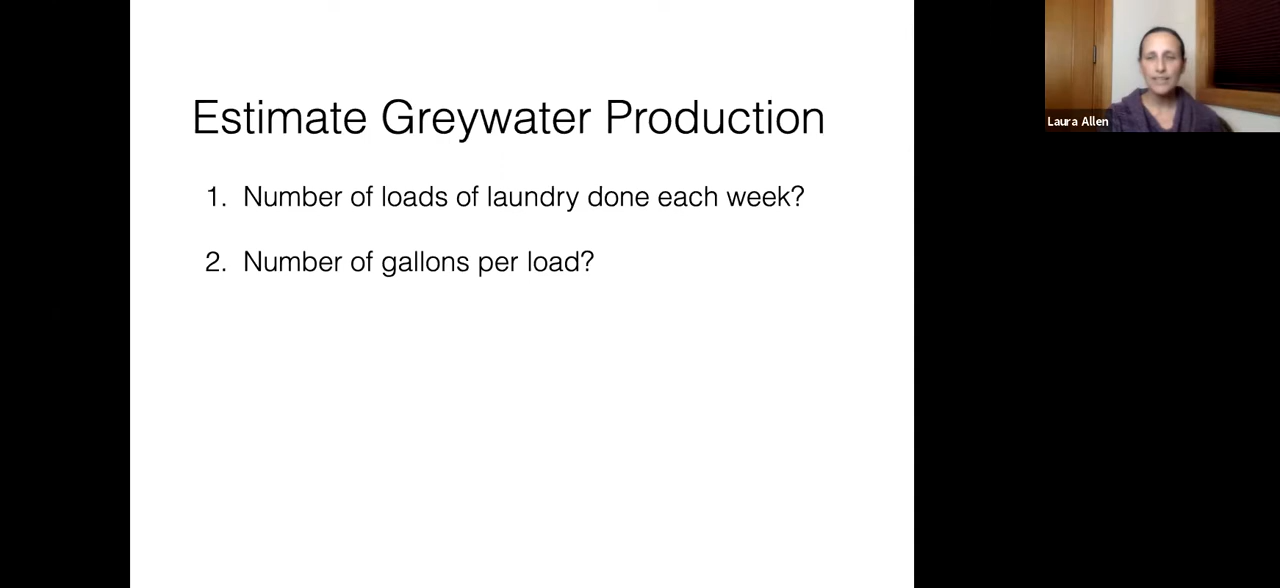 Estimate Greywater Production
1. Number of loads of laundry done each week?
2. Number of gallons per load?
Laura Allen